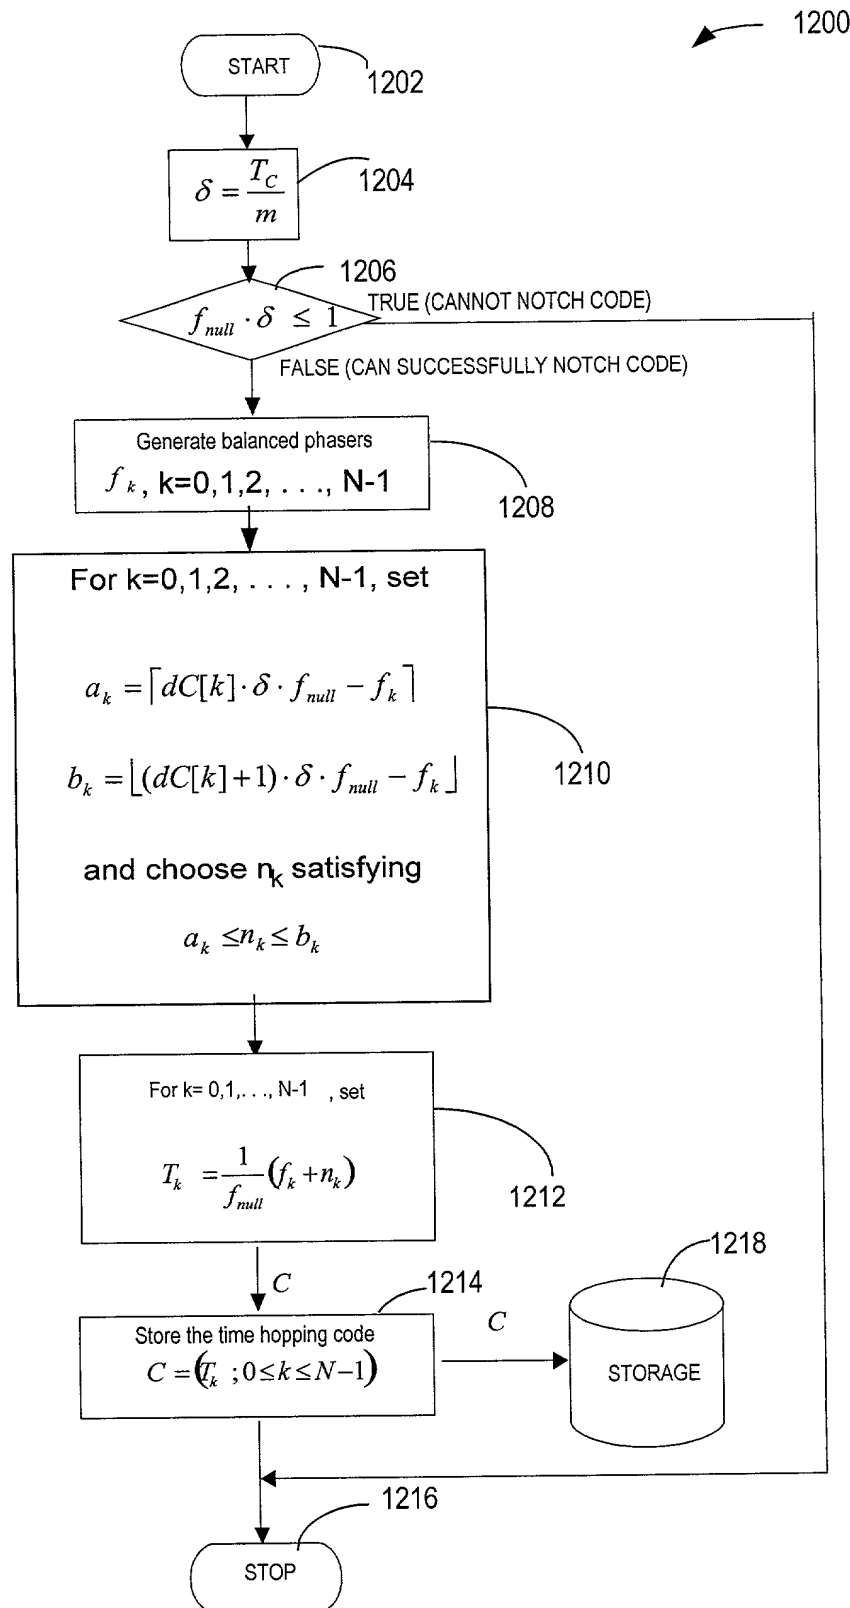 1200
START
1202
δ = T_C / m
1204
1206
f_null · δ ≤ 1
TRUE (CANNOT NOTCH CODE)
FALSE (CAN SUCCESSFULLY NOTCH CODE)
Generate balanced phasers
f_k, k=0,1,2, . . ., N-1
1208
For k=0,1,2, . . . , N-1, set
a_k = ⌈dC[k]·δ·f_null − f_k⌉
b_k = ⌊(dC[k]+1)·δ·f_null − f_k⌋
1210
and choose n_k satisfying
a_k ≤ n_k ≤ b_k
For k= 0,1,. . ., N-1 , set
T_k = 1 / f_null (f_k + n_k)
1212
C
1214
1218
Store the time hopping code
C = (T_k ; 0 ≤ k ≤ N−1)
C
STORAGE
1216
STOP